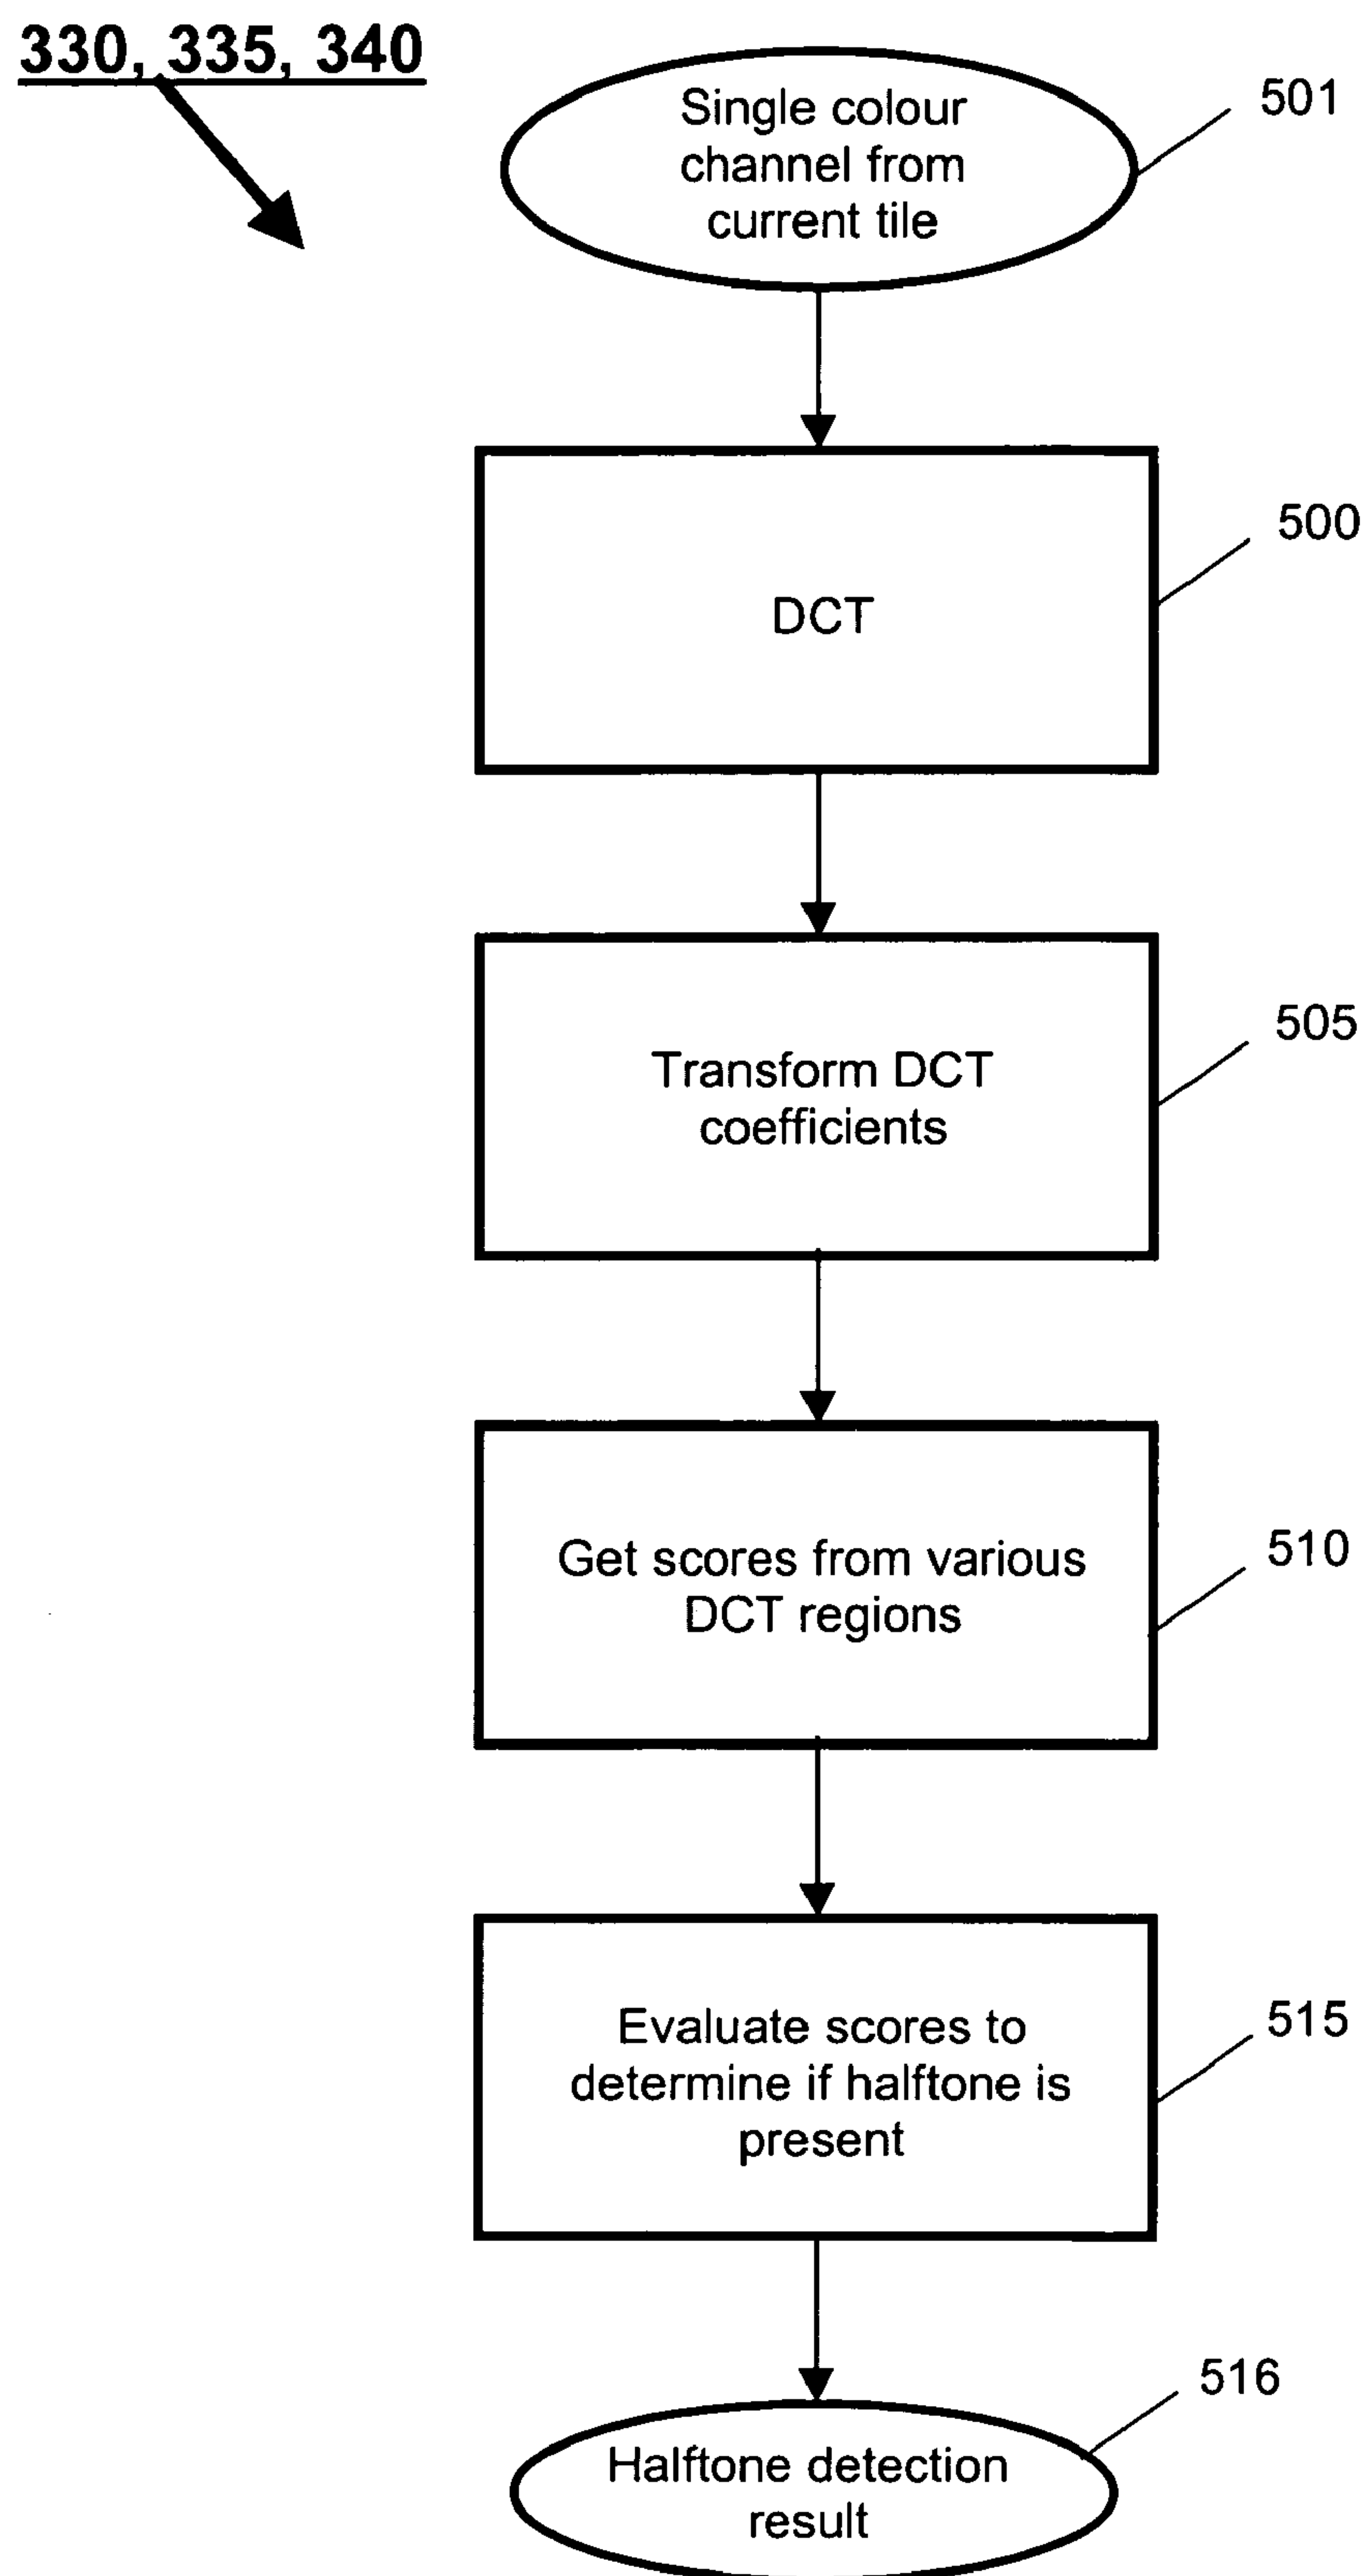 330, 335, 340
Single colour
channel from
current tile
501
DCT
500
Transform DCT
coefficients
505
Get scores from various
DCT regions
510
Evaluate scores to
determine if halftone is
present
515
Halftone detection
result
516